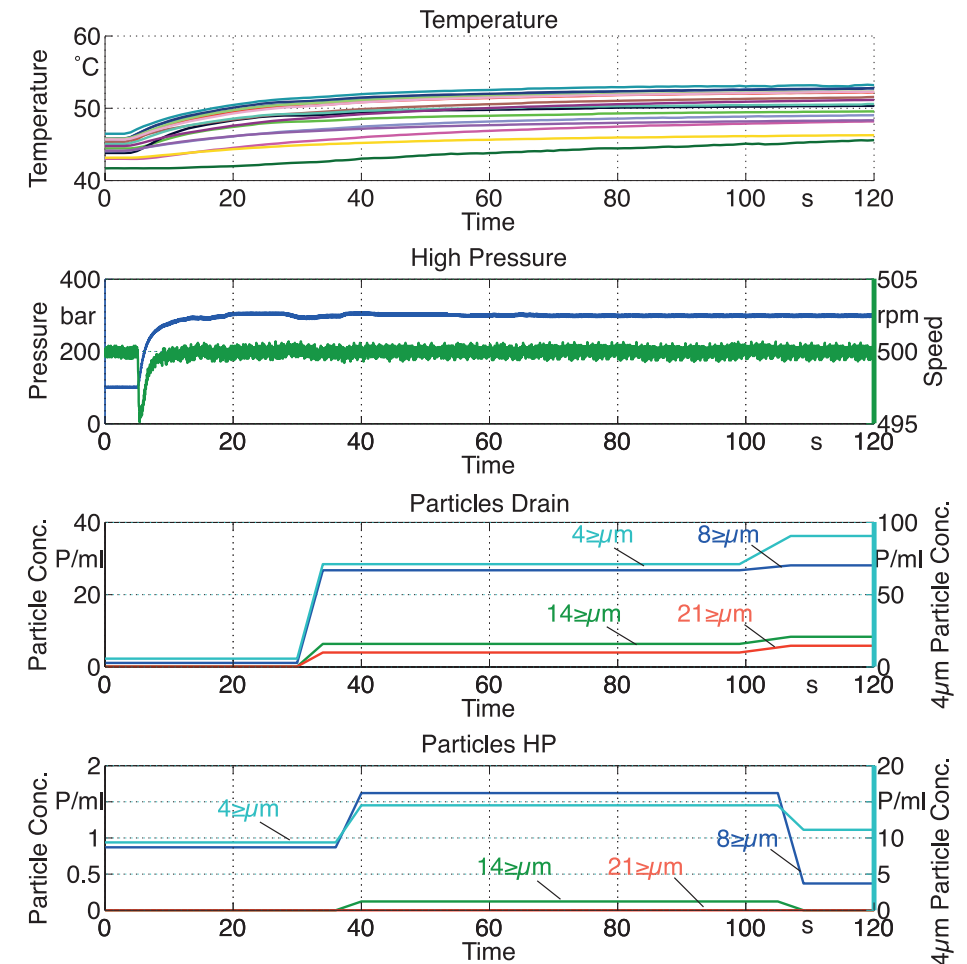 Temperature
60
°C
50
40
Temperature
0 20 40 60 80 100 s 120
Time
High Pressure
400
bar
200
0
Pressure
505
rpm
500
495
Speed
0 20 40 60 80 100 s 120
Time
Particles Drain
40
P/ml
20
0
Particle Conc.
4≥µm
8≥µm
14≥µm
21≥µm
100
P/ml
50
0
4µm Particle Conc.
0 20 40 60 80 100 s 120
Time
Particles HP
2
P/ml
1
0.5
0
Particle Conc.
4≥µm
8≥µm
14≥µm
21≥µm
20
P/ml
10
5
0
4µm Particle Conc.
0 20 40 60 80 100 s 120
Time